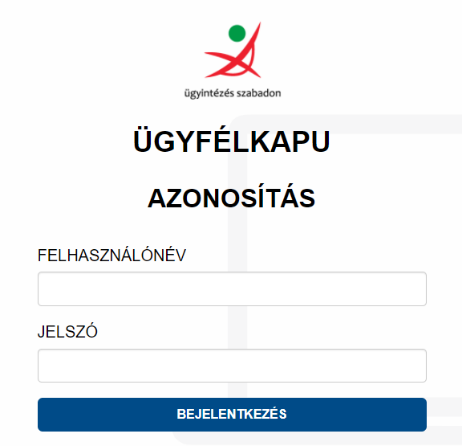 ügyintézés szabadon
ÜGYFÉLKAPU
AZONOSÍTÁS
FELHASZNÁLÓNÉV
JELSZÓ
BEJELENTKEZÉS